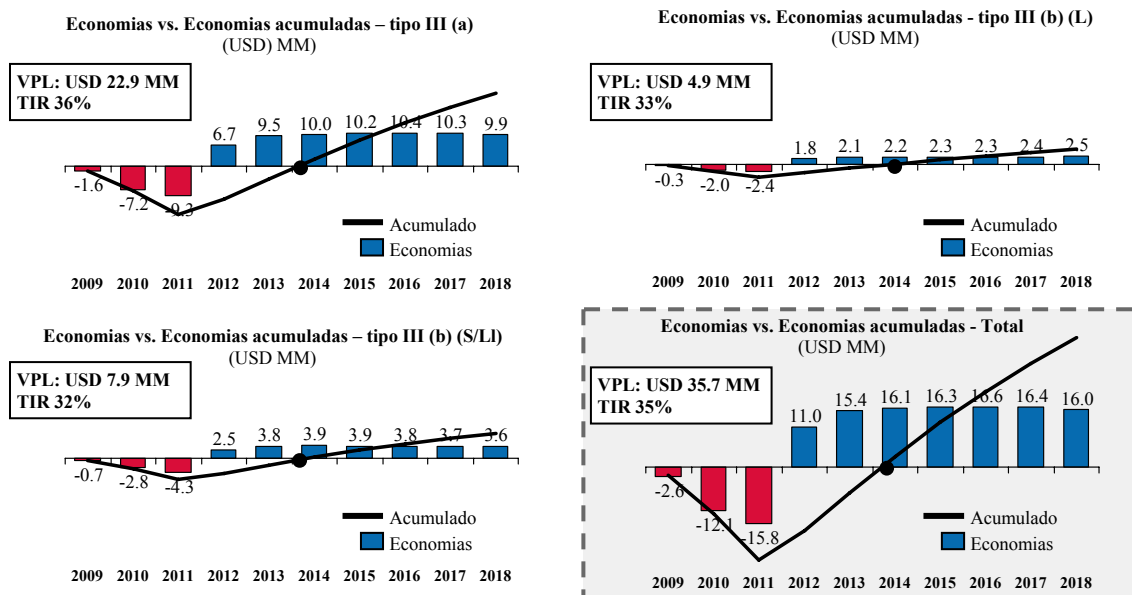 Economias vs. Economias acumuladas – tipo III (a)
(USD) MM)
VPL: USD 22.9 MM
TIR 36%
6.7 9.5 10.0 10.2 10.4 10.3 9.9
-1.6 -7.2 -9.3
Acumulado
Economias
2009 2010 2011 2012 2013 2014 2015 2016 2017 2018
Economias vs. Economias acumuladas - tipo III (b) (L)
(USD MM)
VPL: USD 4.9 MM
TIR 33%
1.8 2.1 2.2 2.3 2.3 2.4 2.5
-0.3 -2.0 -2.4
Acumulado
Economias
2009 2010 2011 2012 2013 2014 2015 2016 2017 2018
Economias vs. Economias acumuladas – tipo III (b) (S/Ll)
(USD MM)
VPL: USD 7.9 MM
TIR 32%
2.5 3.8 3.9 3.9 3.8 3.7 3.6
-0.7 -2.8 -4.3
Acumulado
Economias
2009 2010 2011 2012 2013 2014 2015 2016 2017 2018
Economias vs. Economias acumuladas - Total
(USD MM)
VPL: USD 35.7 MM
TIR 35%
11.0 15.4 16.1 16.3 16.6 16.4 16.0
-2.6 -12.1 -15.8
Acumulado
Economias
2009 2010 2011 2012 2013 2014 2015 2016 2017 2018